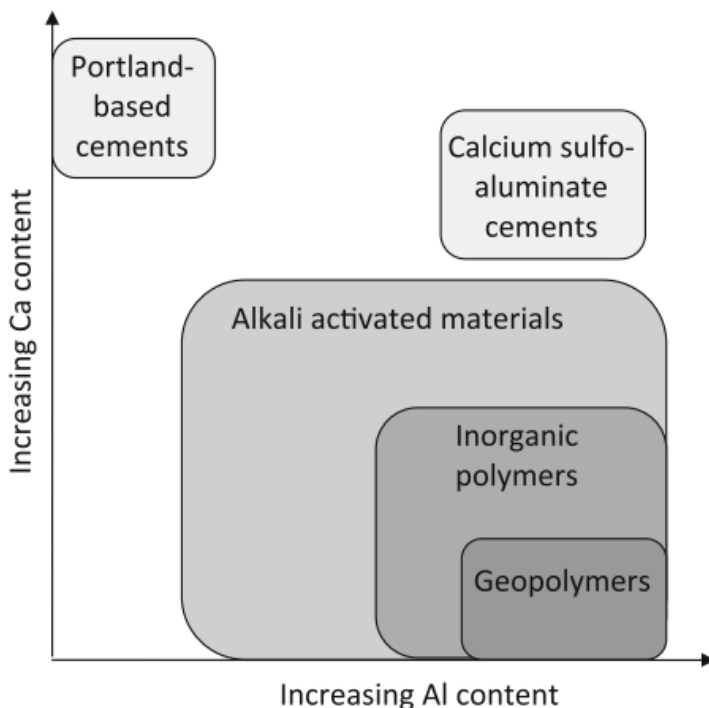 Portland-
based
cements
Calcium sulfo-
aluminate
cements
Increasing Ca content
Alkali activated materials
Inorganic
polymers
Geopolymers
Increasing Al content